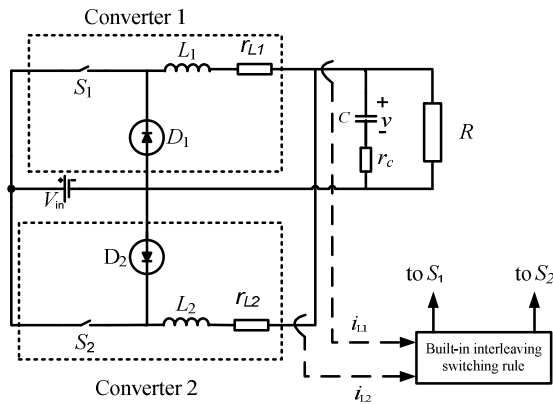 Converter 1
L1
rL1
S1
D1
C
+
v
-
rc
R
+
-
Vin
D2
L2
rL2
S2
Converter 2
to S1
to S2
iL1
iL2
Built-in interleaving
switching rule